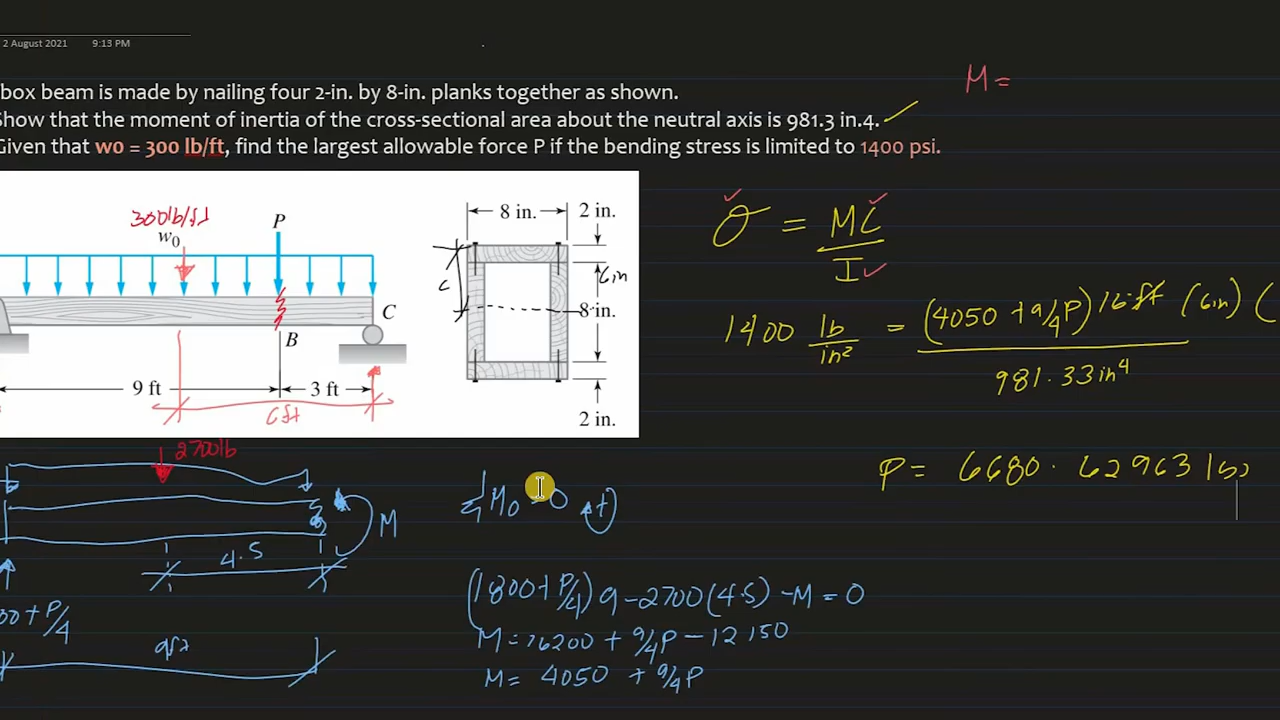 2 August 2021 9:13 PM
box beam is made by nailing four 2-in. by 8-in. planks together as shown.
Show that the moment of inertia of the cross-sectional area about the neutral axis is 981.3 in.4.
Given that w0 = 300 lb/ft, find the largest allowable force P if the bending stress is limited to 1400 psi.
M =
300lb/ft
w0
P
C
B
9 ft
3 ft
6ft
8 in.
2 in.
6in
C
8 in.
2 in.
σ = MC
I
1400 lb/in² = (4050 + 9/4P) lb-ft (6in) (
981.33in⁴
P = 6680.62963 lbs
2700lb
M
4.5
00 + P/4
9ft
ΣM0 = 0 +
(1800+P/4) 9 - 2700(4.5) - M = 0
M = 16200 + 9/4P - 12150
M = 4050 + 9/4P